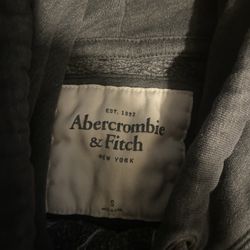 EST. 1892
Abercrombie
& Fitch
NEW YORK
S